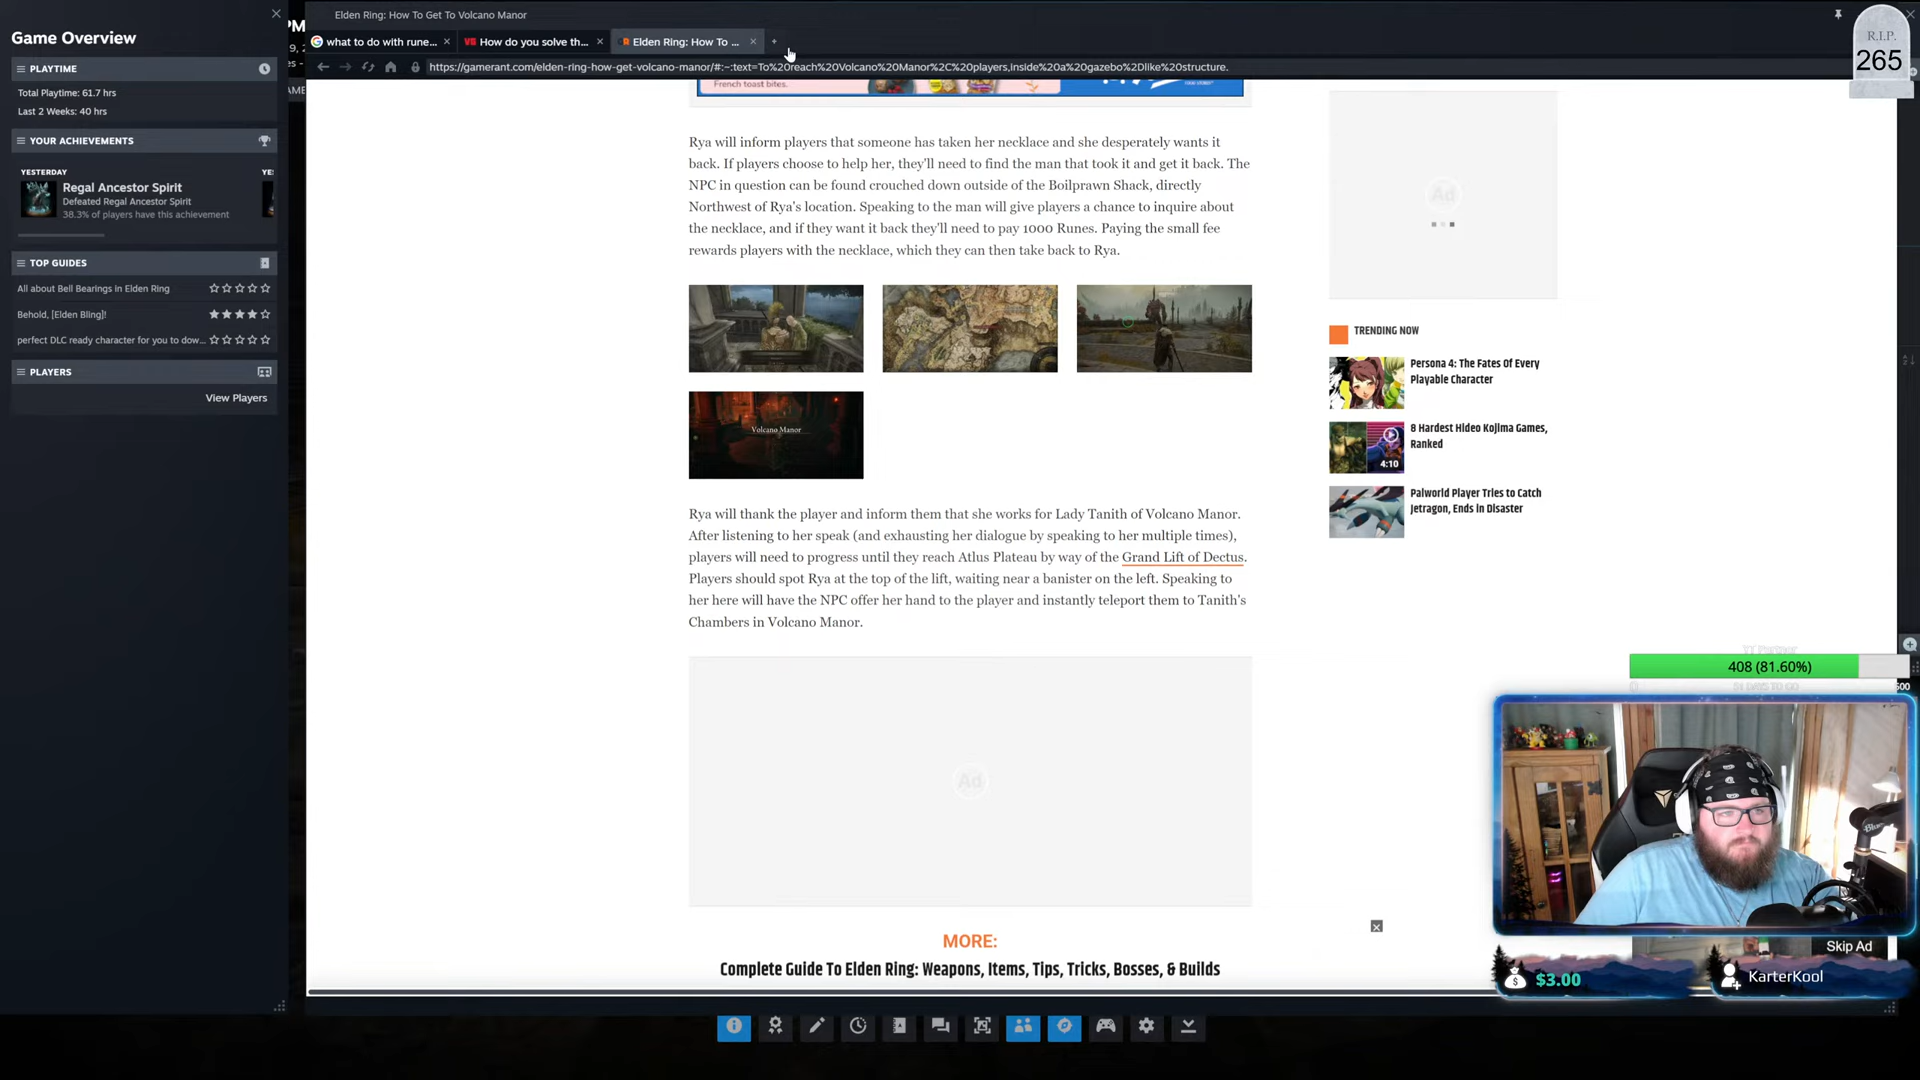 Game Overview
PLAYTIME
Total Playtime: 61.7 hrs
Last 2 Weeks: 40 hrs
YOUR ACHIEVEMENTS
YESTERDAY
YE
Regal Ancestor Spirit
Defeated Regal Ancestor Spirit
38.3% of players have this achievement
TOP GUIDES
All about Bell Bearings in Elden Ring
Behold, [Elden Bling]!
perfect DLC ready character for you to dow...
PLAYERS
View Players
Elden Ring: How To Get To Volcano Manor
what to do with rune...
How do you solve th...
Elden Ring: How To ...
https://gamerant.com/elden-ring-how-get-volcano-manor/#:~:text=To%20reach%20Volcano%20Manor%2C%20players,inside%20a%20gazebo%2Dlike%20structure.
R.I.P.
265
French toast bites.
Rya will inform players that someone has taken her necklace and she desperately wants it
back. If players choose to help her, they'll need to find the man that took it and get it back. The
NPC in question can be found crouched down outside of the Boilprawn Shack, directly
Northwest of Rya's location. Speaking to the man will give players a chance to inquire about
the necklace, and if they want it back they'll need to pay 1000 Runes. Paying the small fee
rewards players with the necklace, which they can then take back to Rya.
Volcano Manor
Rya will thank the player and inform them that she works for Lady Tanith of Volcano Manor.
After listening to her speak (and exhausting her dialogue by speaking to her multiple times),
players will need to progress until they reach Atlus Plateau by way of the Grand Lift of Dectus.
Players should spot Rya at the top of the lift, waiting near a banister on the left. Speaking to
her here will have the NPC offer her hand to the player and instantly teleport them to Tanith's
Chambers in Volcano Manor.
Ad
MORE:
Complete Guide To Elden Ring: Weapons, Items, Tips, Tricks, Bosses, & Builds
Ad
TRENDING NOW
Persona 4: The Fates Of Every
Playable Character
8 Hardest Hideo Kojima Games,
Ranked
4:10
Palworld Player Tries to Catch
Jetragon, Ends in Disaster
YT Partner
408 (81.60%)
0
500
Skip Ad
$3.00
KarterKool